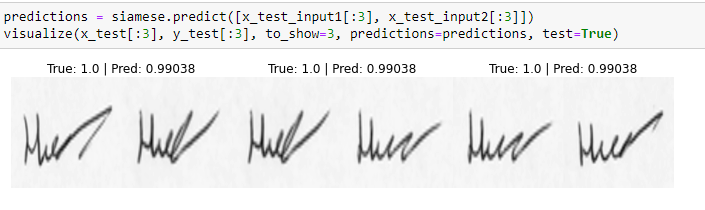 predictions = siamese.predict([x_test_input1[:3], x_test_input2[:3]])
visualize(x_test[:3], y_test[:3], to_show=3, predictions=predictions, test=True)
True: 1.0 | Pred: 0.99038 True: 1.0 | Pred: 0.99038 True: 1.0 | Pred: 0.99038